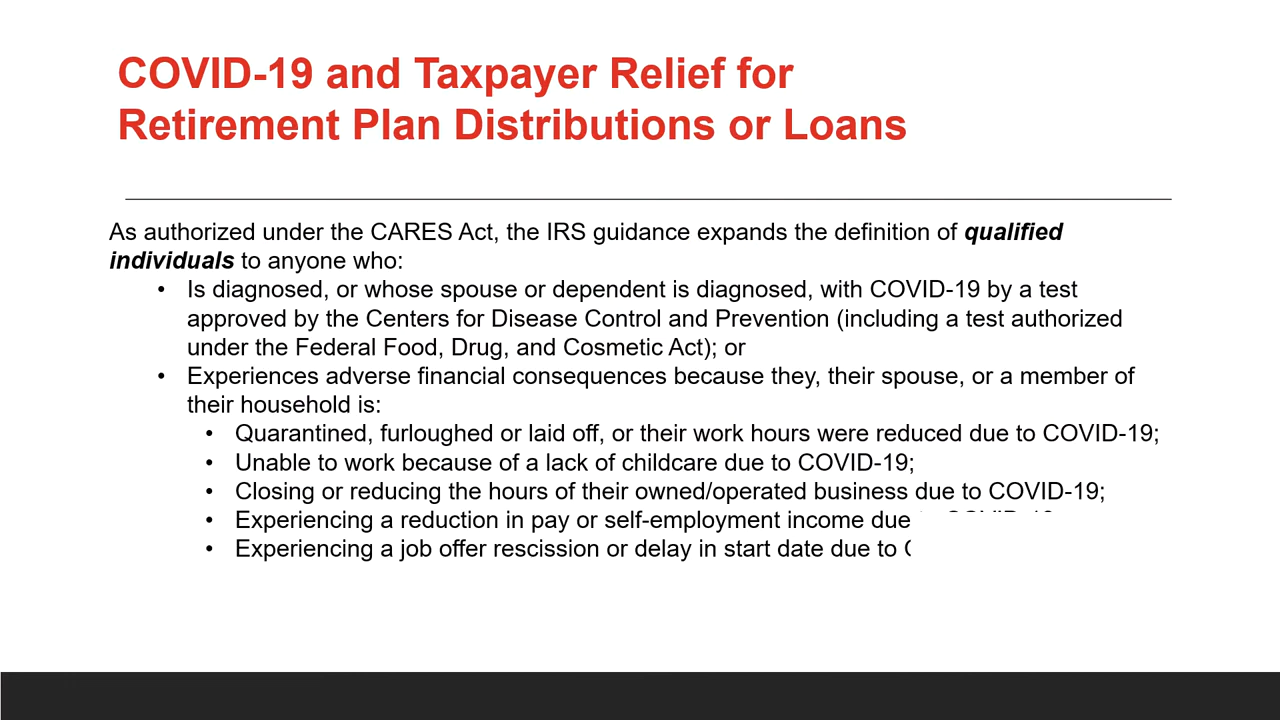 COVID-19 and Taxpayer Relief for
Retirement Plan Distributions or Loans
As authorized under the CARES Act, the IRS guidance expands the definition of qualified
individuals to anyone who:
• Is diagnosed, or whose spouse or dependent is diagnosed, with COVID-19 by a test
approved by the Centers for Disease Control and Prevention (including a test authorized
under the Federal Food, Drug, and Cosmetic Act); or
• Experiences adverse financial consequences because they, their spouse, or a member of
their household is:
• Quarantined, furloughed or laid off, or their work hours were reduced due to COVID-19;
• Unable to work because of a lack of childcare due to COVID-19;
• Closing or reducing the hours of their owned/operated business due to COVID-19;
• Experiencing a reduction in pay or self-employment income due
• Experiencing a job offer rescission or delay in start date due to